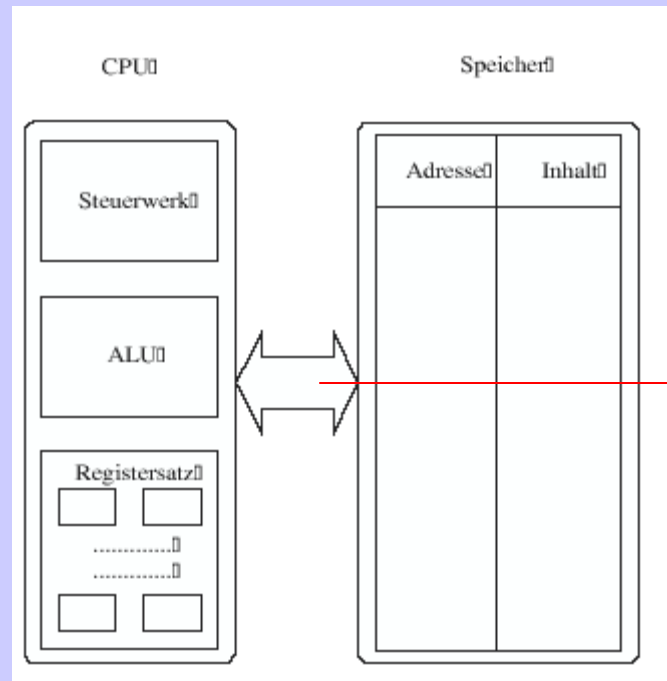 CPU
Speicher
Steuerwerk
Adresse
Inhalt
ALU
Registersatz
.............
.............